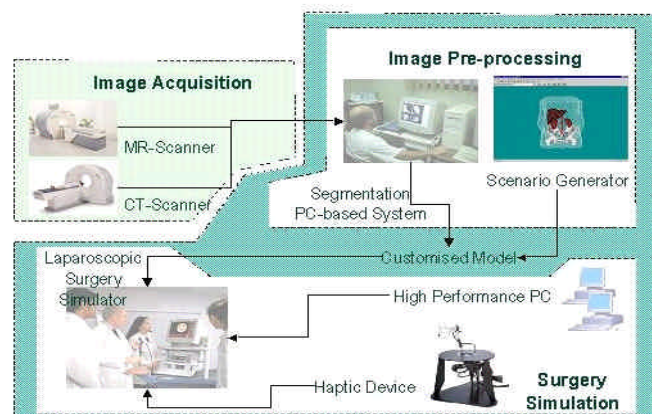 Image Acquisition
MR-Scanner
CT-Scanner
Image Pre-processing
Segmentation
PC-based System
Scenario Generator
Customised Model
Laparoscopic
Surgery
Simulator
High Performance PC
Haptic Device
Surgery
Simulation